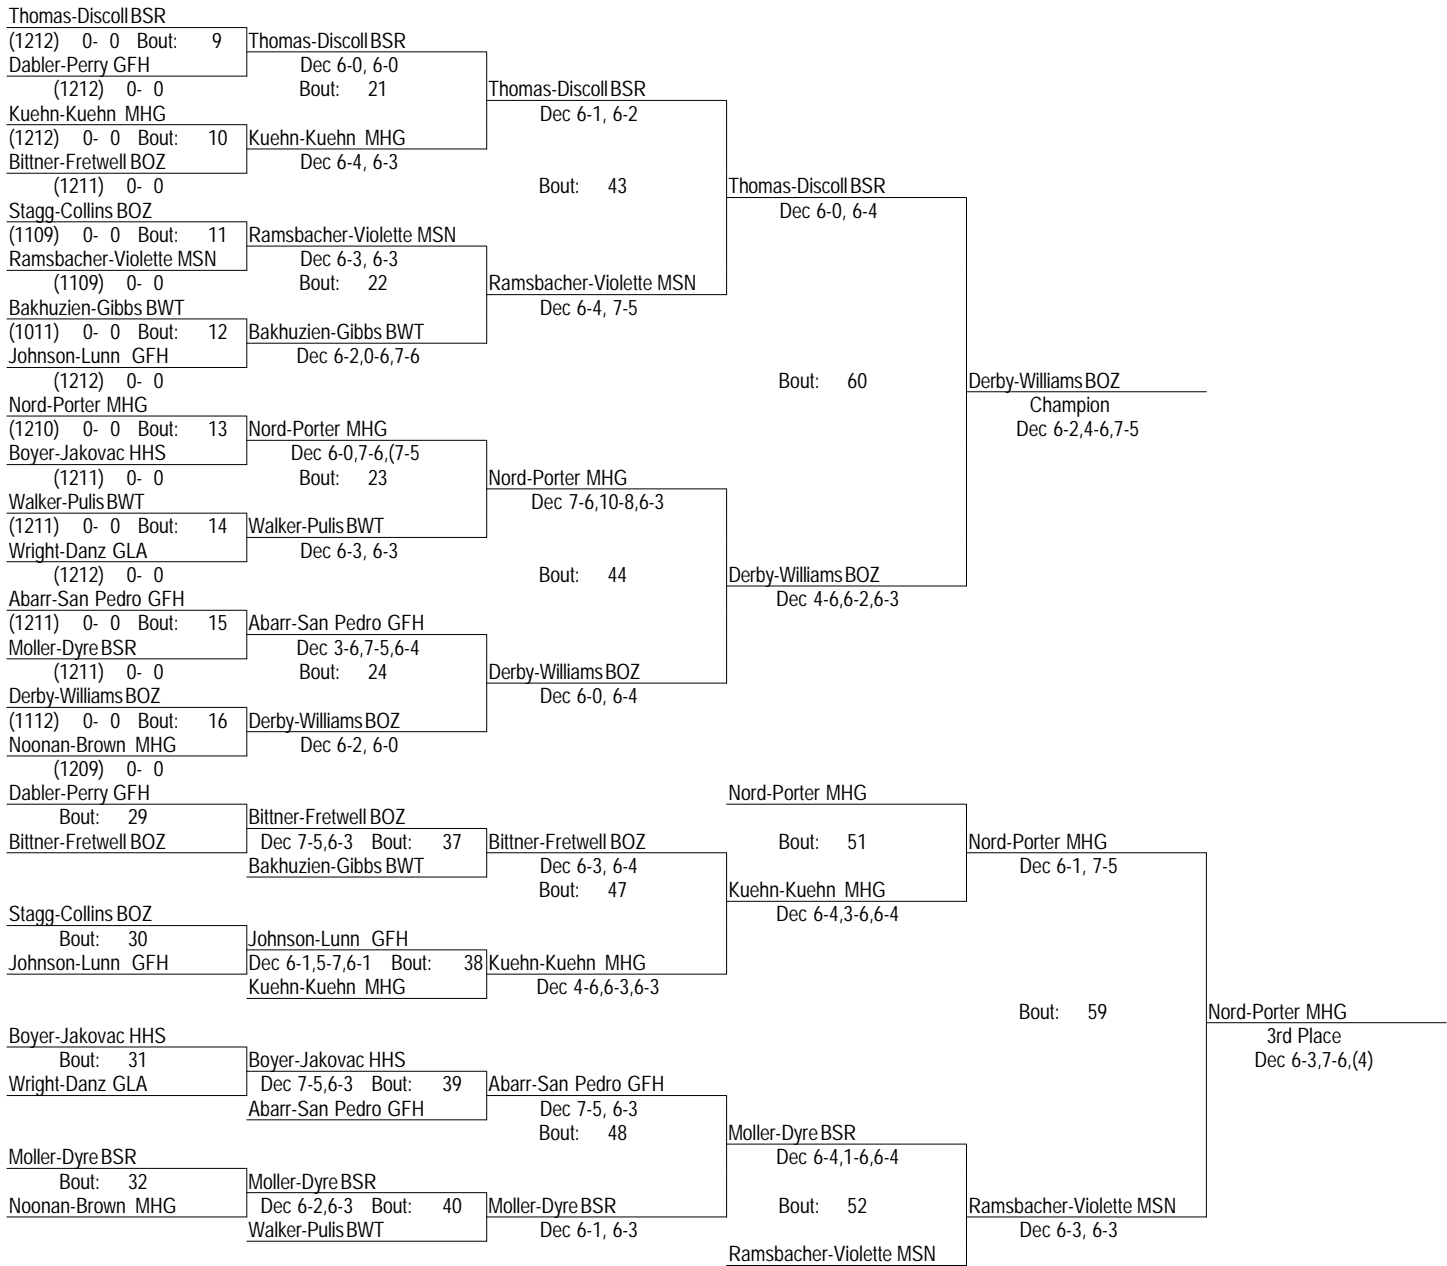 Thomas-Discoll BSR
(1212) 0- 0 Bout: 9 Thomas-Discoll BSR
Dabler-Perry GFH Dec 6-0, 6-0
(1212) 0- 0 Bout: 21 Thomas-Discoll BSR
Kuehn-Kuehn MHG Dec 6-1, 6-2
(1212) 0- 0 Bout: 10 Kuehn-Kuehn MHG
Bittner-Fretwell BOZ Dec 6-4, 6-3
(1211) 0- 0 Bout: 43 Thomas-Discoll BSR
Stagg-Collins BOZ Dec 6-0, 6-4
(1109) 0- 0 Bout: 11 Ramsbacher-Violette MSN
Ramsbacher-Violette MSN Dec 6-3, 6-3
(1109) 0- 0 Bout: 22 Ramsbacher-Violette MSN
Bakhuzien-Gibbs BWT Dec 6-4, 7-5
(1011) 0- 0 Bout: 12 Bakhuzien-Gibbs BWT
Johnson-Lunn GFH Dec 6-2,0-6,7-6
(1212) 0- 0 Bout: 60 Derby-Williams BOZ
Nord-Porter MHG Champion
(1210) 0- 0 Bout: 13 Nord-Porter MHG Dec 6-2,4-6,7-5
Boyer-Jakovac HHS Dec 6-0,7-6,(7-5
(1211) 0- 0 Bout: 23 Nord-Porter MHG
Walker-Pulis BWT Dec 7-6,10-8,6-3
(1211) 0- 0 Bout: 14 Walker-Pulis BWT
Wright-Danz GLA Dec 6-3, 6-3
(1212) 0- 0 Bout: 44 Derby-Williams BOZ
Abarr-San Pedro GFH Dec 4-6,6-2,6-3
(1211) 0- 0 Bout: 15 Abarr-San Pedro GFH
Moller-Dyre BSR Dec 3-6,7-5,6-4
(1211) 0- 0 Bout: 24 Derby-Williams BOZ
Derby-Williams BOZ Dec 6-0, 6-4
(1112) 0- 0 Bout: 16 Derby-Williams BOZ
Noonan-Brown MHG Dec 6-2, 6-0
(1209) 0- 0
Dabler-Perry GFH Nord-Porter MHG
Bout: 29 Bittner-Fretwell BOZ
Bittner-Fretwell BOZ Dec 7-5,6-3 Bout: 37 Bittner-Fretwell BOZ Bout: 51 Nord-Porter MHG
Bakhuzien-Gibbs BWT Dec 6-3, 6-4 Dec 6-1, 7-5
Bout: 47 Kuehn-Kuehn MHG
Stagg-Collins BOZ Dec 6-4,3-6,6-4
Bout: 30 Johnson-Lunn GFH
Johnson-Lunn GFH Dec 6-1,5-7,6-1 Bout: 38 Kuehn-Kuehn MHG
Kuehn-Kuehn MHG Dec 4-6,6-3,6-3
Bout: 59 Nord-Porter MHG
Boyer-Jakovac HHS 3rd Place
Bout: 31 Boyer-Jakovac HHS Dec 6-3,7-6,(4)
Wright-Danz GLA Dec 7-5,6-3 Bout: 39 Abarr-San Pedro GFH
Abarr-San Pedro GFH Dec 7-5, 6-3
Bout: 48 Moller-Dyre BSR
Moller-Dyre BSR Dec 6-4,1-6,6-4
Bout: 32 Moller-Dyre BSR
Noonan-Brown MHG Dec 6-2,6-3 Bout: 40 Moller-Dyre BSR Bout: 52 Ramsbacher-Violette MSN
Walker-Pulis BWT Dec 6-1, 6-3 Dec 6-3, 6-3
Ramsbacher-Violette MSN